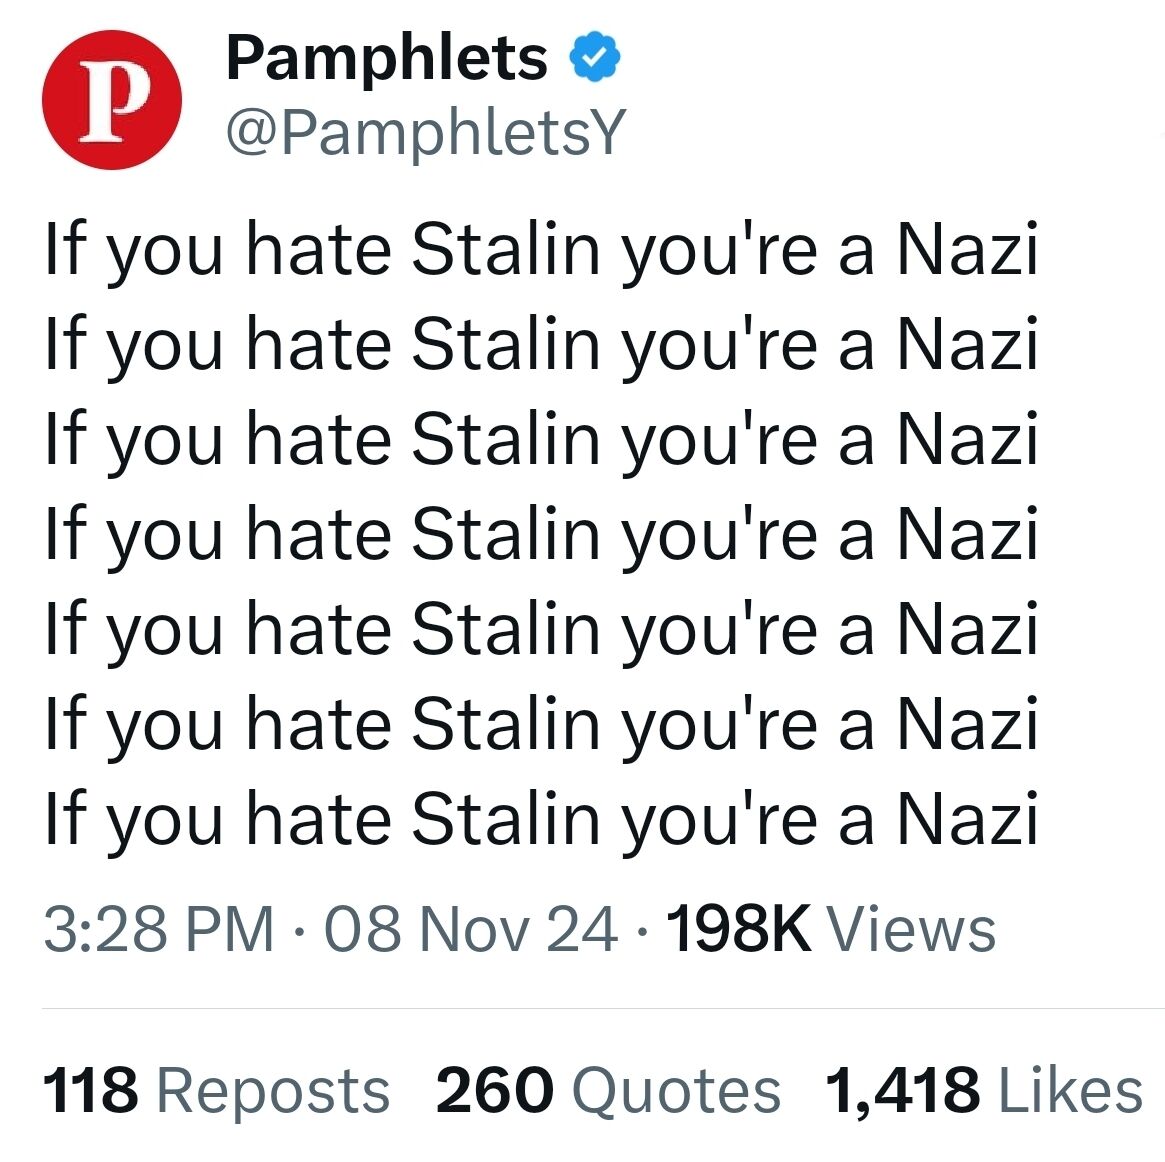 P
Pamphlets
@PamphletsY
If you hate Stalin you're a Nazi
If you hate Stalin you're a Nazi
If you hate Stalin you're a Nazi
If you hate Stalin you're a Nazi
If you hate Stalin you're a Nazi
If you hate Stalin you're a Nazi
If you hate Stalin you're a Nazi
3:28 PM · 08 Nov 24 · 198K Views
118 Reposts 260 Quotes 1,418 Likes